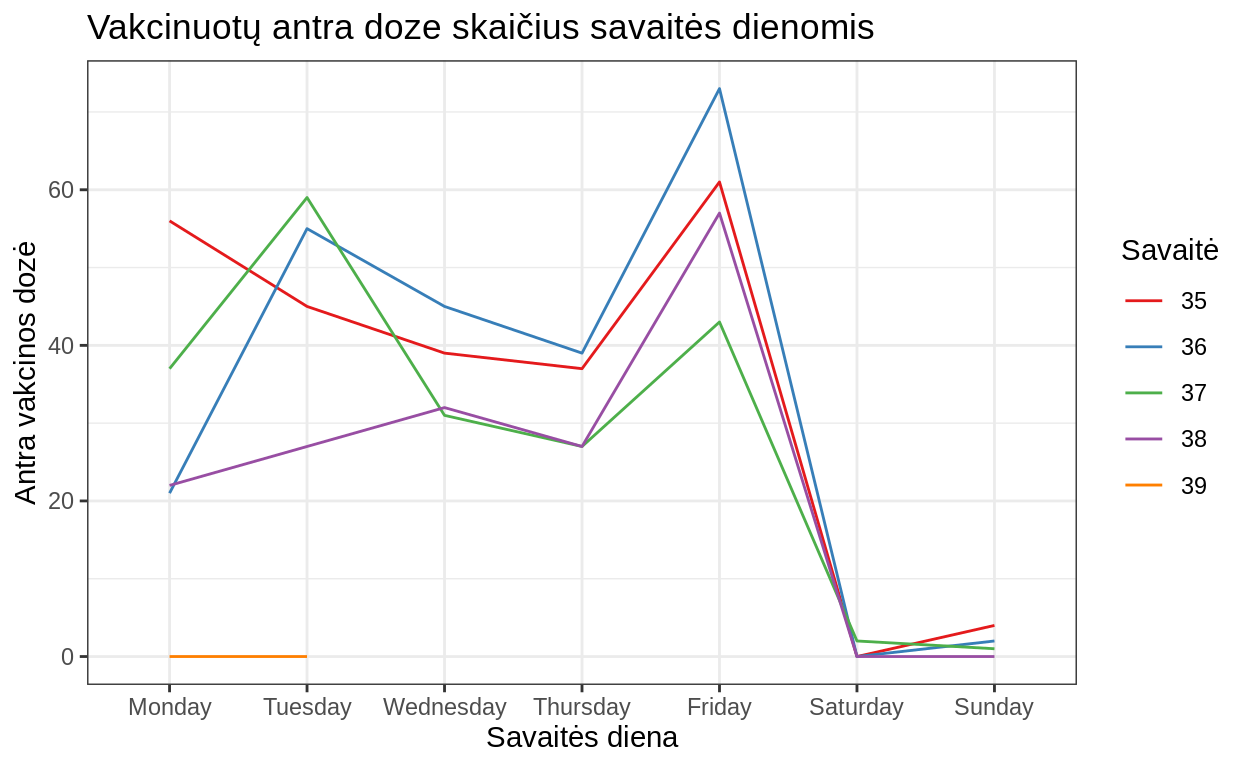 Vakcinuotų antra doze skaičius savaitės dienomis
Antra vakcinos dozė
60
40
20
0
Monday Tuesday Wednesday Thursday Friday Saturday Sunday
Savaitės diena
Savaitė
35
36
37
38
39